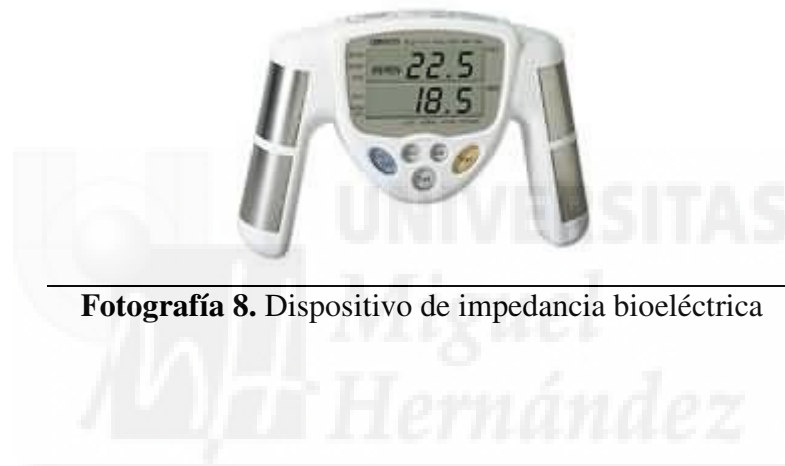 22.5
18.5
UNIVERSITAS
Fotografía 8. Dispositivo de impedancia bioeléctrica
Miguel
Hernández